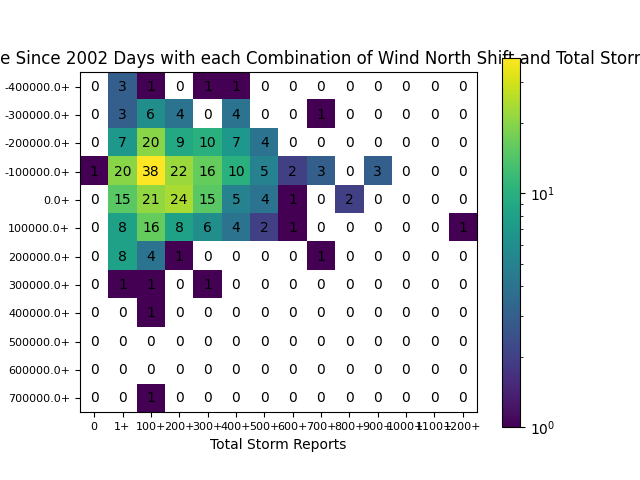 e Since 2002 Days with each Combination of Wind North Shift and Total Storm
-400000.0+ 0 3 1 0 1 1 0 0 0 0 0 0 0 0
-300000.0+ 0 3 6 4 0 4 0 0 1 0 0 0 0 0
-200000.0+ 0 7 20 9 10 7 4 0 0 0 0 0 0 0
-100000.0+ 1 20 38 22 16 10 5 2 3 0 3 0 0 0
0.0+ 0 15 21 24 15 5 4 1 0 2 0 0 0 0
100000.0+ 0 8 16 8 6 4 2 1 0 0 0 0 0 1
200000.0+ 0 8 4 1 0 0 0 0 1 0 0 0 0 0
300000.0+ 0 1 1 0 1 0 0 0 0 0 0 0 0 0
400000.0+ 0 0 1 0 0 0 0 0 0 0 0 0 0 0
500000.0+ 0 0 0 0 0 0 0 0 0 0 0 0 0 0
600000.0+ 0 0 0 0 0 0 0 0 0 0 0 0 0 0
700000.0+ 0 0 1 0 0 0 0 0 0 0 0 0 0 0
0 1+ 100+ 200+ 300+ 400+ 500+ 600+ 700+ 800+ 900+ 1000+ 1100+ 1200+
Total Storm Reports
10¹
10⁰